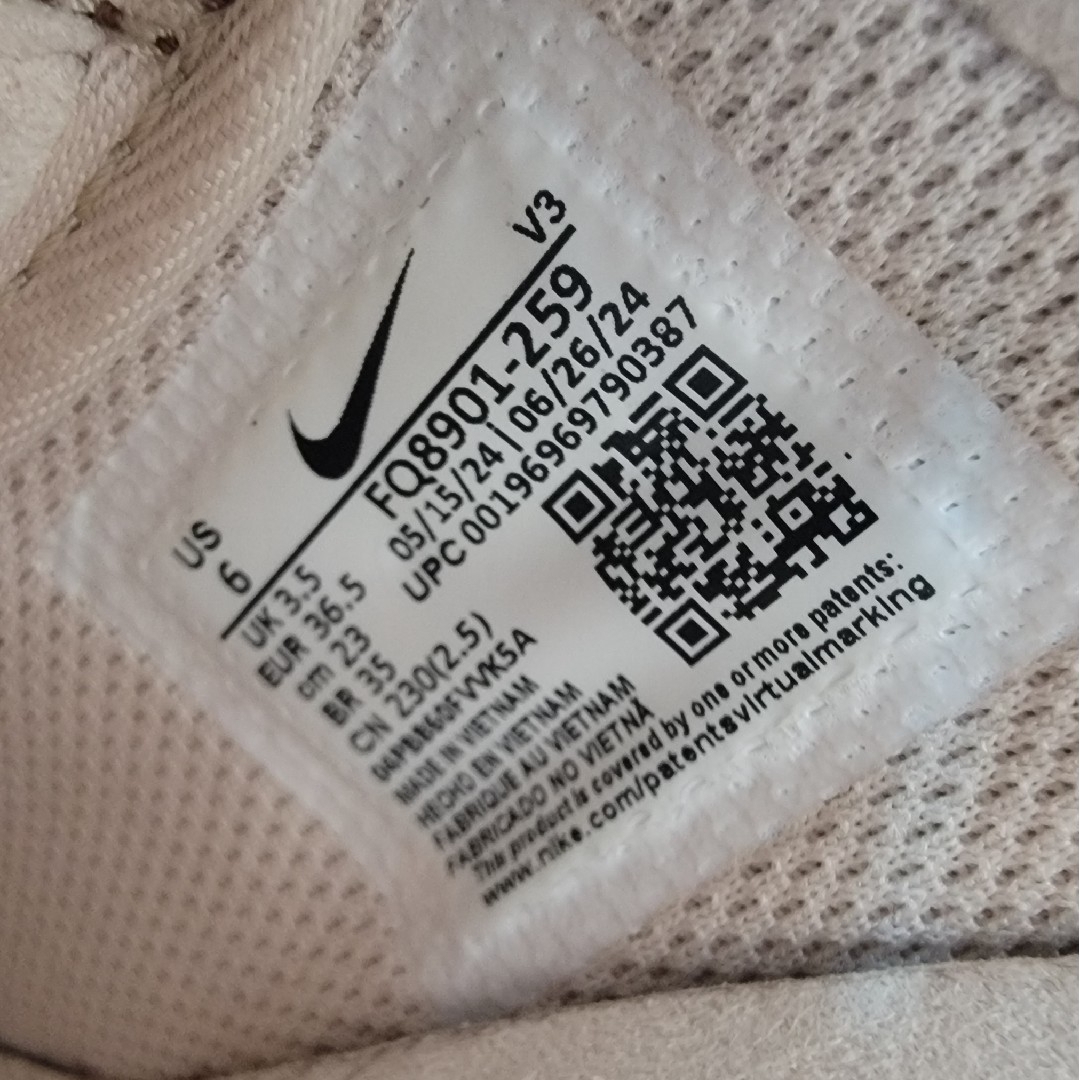 V3
US
6
FQ8901-259
05/15/24 | 06/26/24
UPC 00196969790387
UK 3.5
EUR 36.5
cm 23
BR 35
CN 230(2.5)
MADE IN VIETNAM
HECHO EN VIETNAM
FABRIQUE AU VIETNAM
FABRICADO NO VIETNÃ
This product is covered by one or more patents:
www.nike.com/patentsvirtualmarking